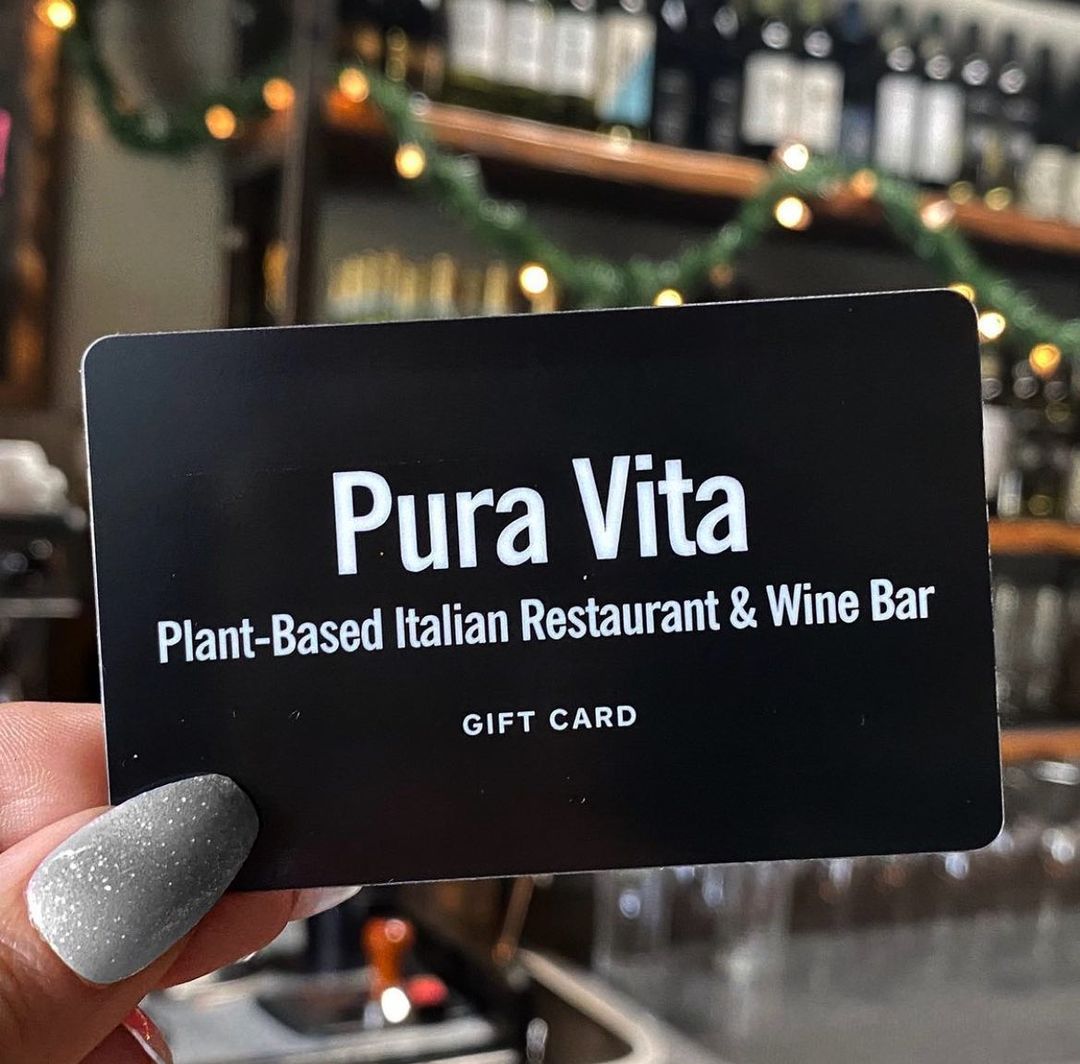 Pura Vita
Plant-Based Italian Restaurant & Wine Bar
GIFT CARD